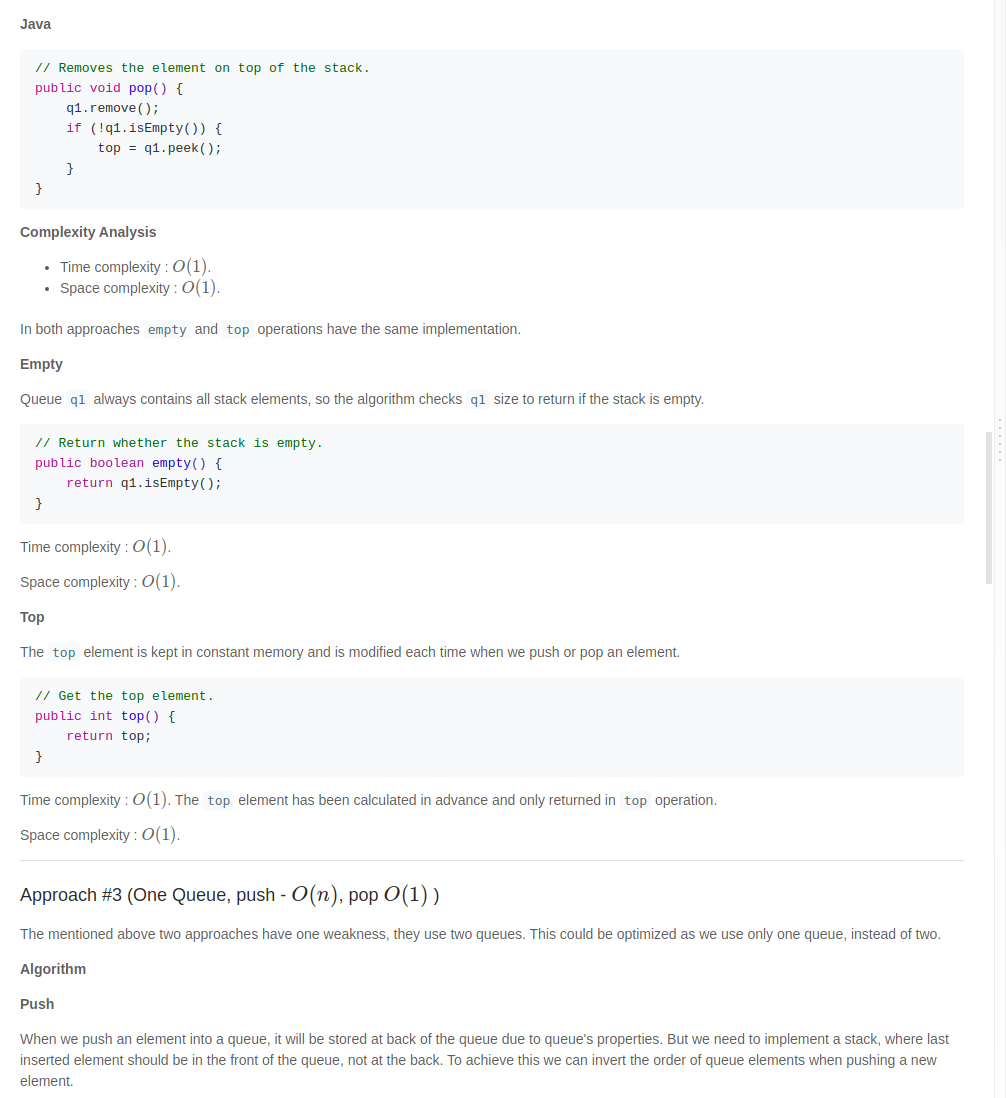 Java
// Removes the element on top of the stack.
public void pop() {
    q1.remove();
    if (!q1.isEmpty()) {
        top = q1.peek();
    }
}
Complexity Analysis
• Time complexity : O(1).
• Space complexity : O(1).
In both approaches empty and top operations have the same implementation.
Empty
Queue q1 always contains all stack elements, so the algorithm checks q1 size to return if the stack is empty.
// Return whether the stack is empty.
public boolean empty() {
    return q1.isEmpty();
}
Time complexity : O(1).
Space complexity : O(1).
Top
The top element is kept in constant memory and is modified each time when we push or pop an element.
// Get the top element.
public int top() {
    return top;
}
Time complexity : O(1). The top element has been calculated in advance and only returned in top operation.
Space complexity : O(1).
Approach #3 (One Queue, push - O(n), pop O(1) )
The mentioned above two approaches have one weakness, they use two queues. This could be optimized as we use only one queue, instead of two.
Algorithm
Push
When we push an element into a queue, it will be stored at back of the queue due to queue's properties. But we need to implement a stack, where last
inserted element should be in the front of the queue, not at the back. To achieve this we can invert the order of queue elements when pushing a new
element.